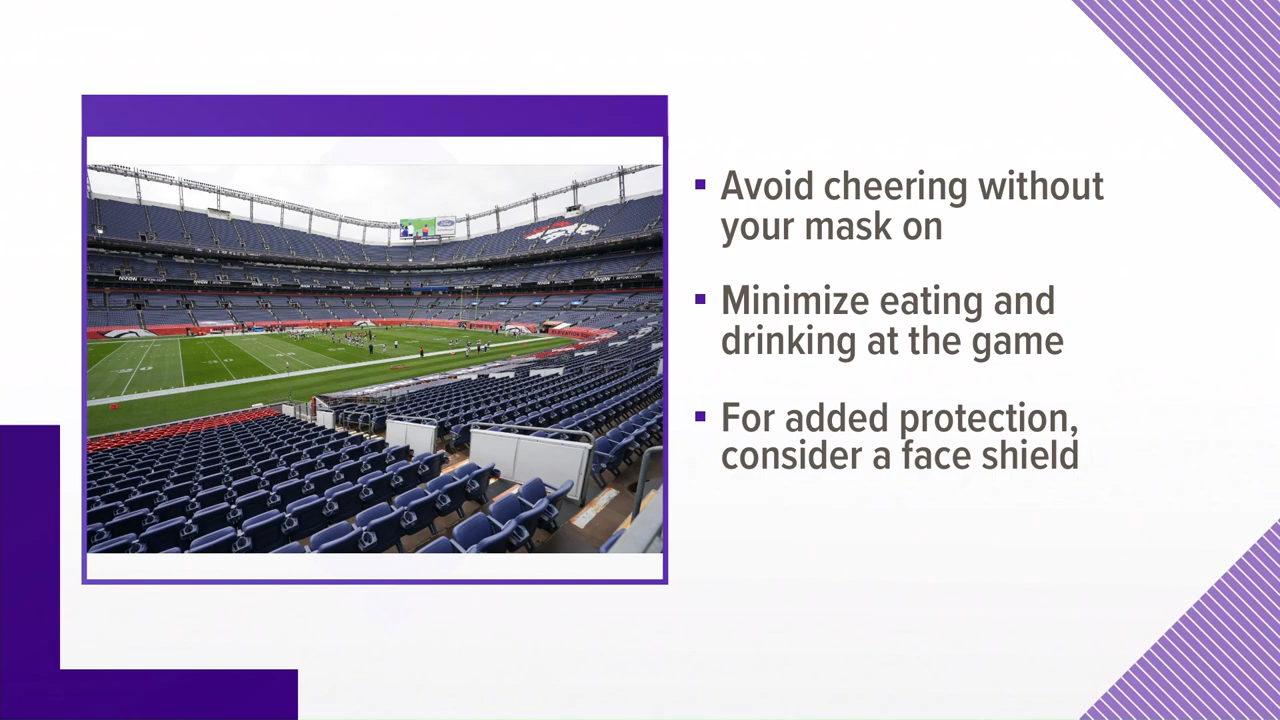 Avoid cheering without
your mask on
Minimize eating and
drinking at the game
For added protection,
consider a face shield